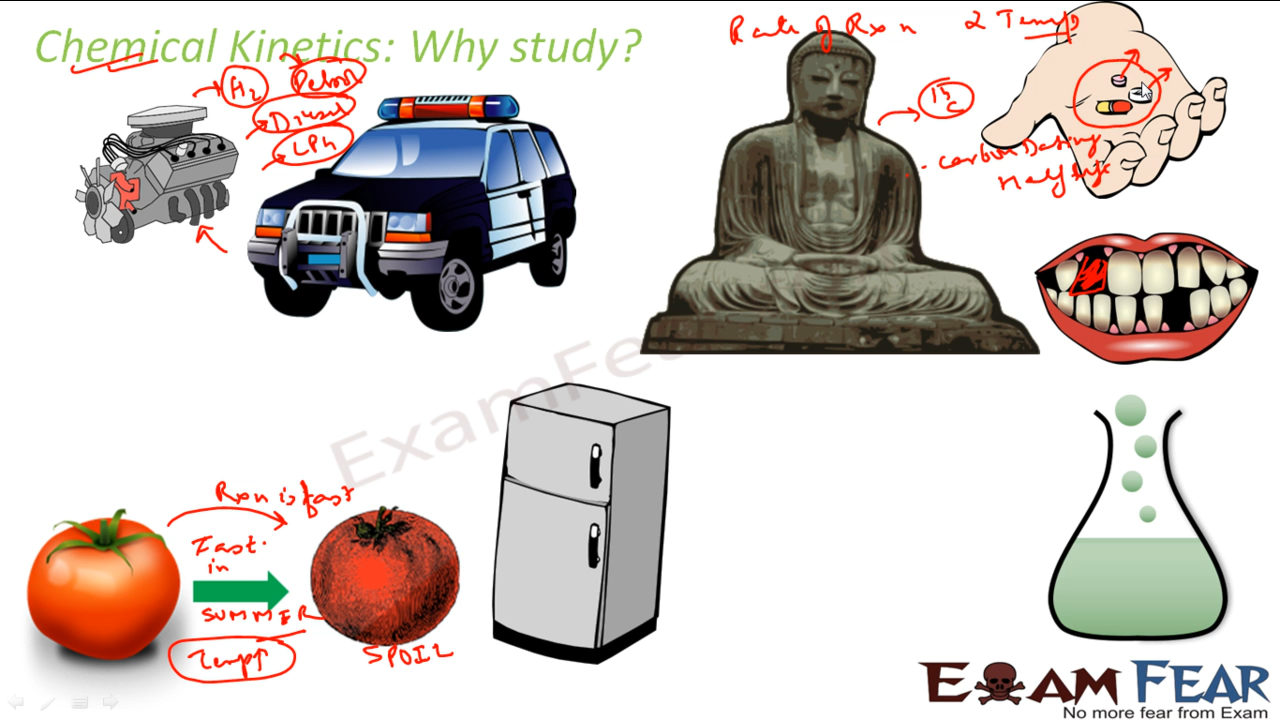 Chemical Kinetics: Why study?
Rate of Rxn
2 Temp
H₂
Petrol
Diesel
LPG
Carbon Dating
Half life
ExamFear
Rxn is fast
Fast
in
SUMMER
Temp↑
SPOIL
EXAM FEAR
No more fear from Exam